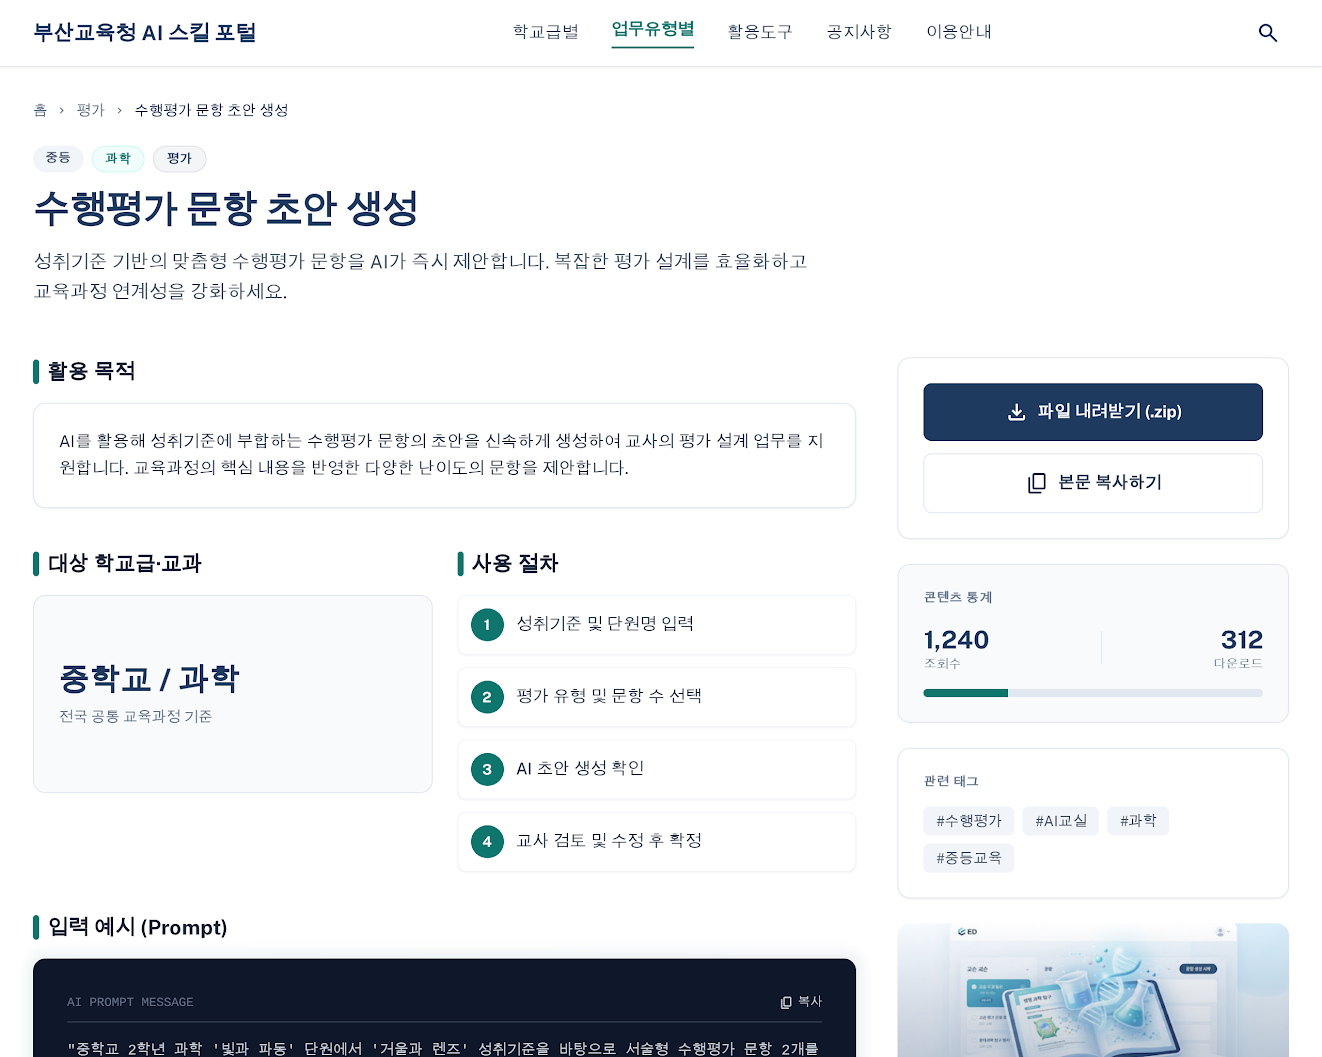 부산교육청 AI 스킬 포털
학교급별 업무유형별 활용도구 공지사항 이용안내
홈 › 평가 › 수행평가 문항 초안 생성
중등 과학 평가
수행평가 문항 초안 생성
성취기준 기반의 맞춤형 수행평가 문항을 AI가 즉시 제안합니다. 복잡한 평가 설계를 효율화하고
교육과정 연계성을 강화하세요.
활용 목적
AI를 활용해 성취기준에 부합하는 수행평가 문항의 초안을 신속하게 생성하여 교사의 평가 설계 업무를 지
원합니다. 교육과정의 핵심 내용을 반영한 다양한 난이도의 문항을 제안합니다.
대상 학교급·교과
중학교 / 과학
전국 공통 교육과정 기준
사용 절차
1 성취기준 및 단원명 입력
2 평가 유형 및 문항 수 선택
3 AI 초안 생성 확인
4 교사 검토 및 수정 후 확정
입력 예시 (Prompt)
AI PROMPT MESSAGE 복사
"중학교 2학년 과학 '빛과 파동' 단원에서 '거울과 렌즈' 성취기준을 바탕으로 서술형 수행평가 문항 2개를
파일 내려받기 (.zip)
본문 복사하기
콘텐츠 통계
1,240 312
조회수 다운로드
관련 태그
#수행평가 #AI교실 #과학
#중등교육
ED